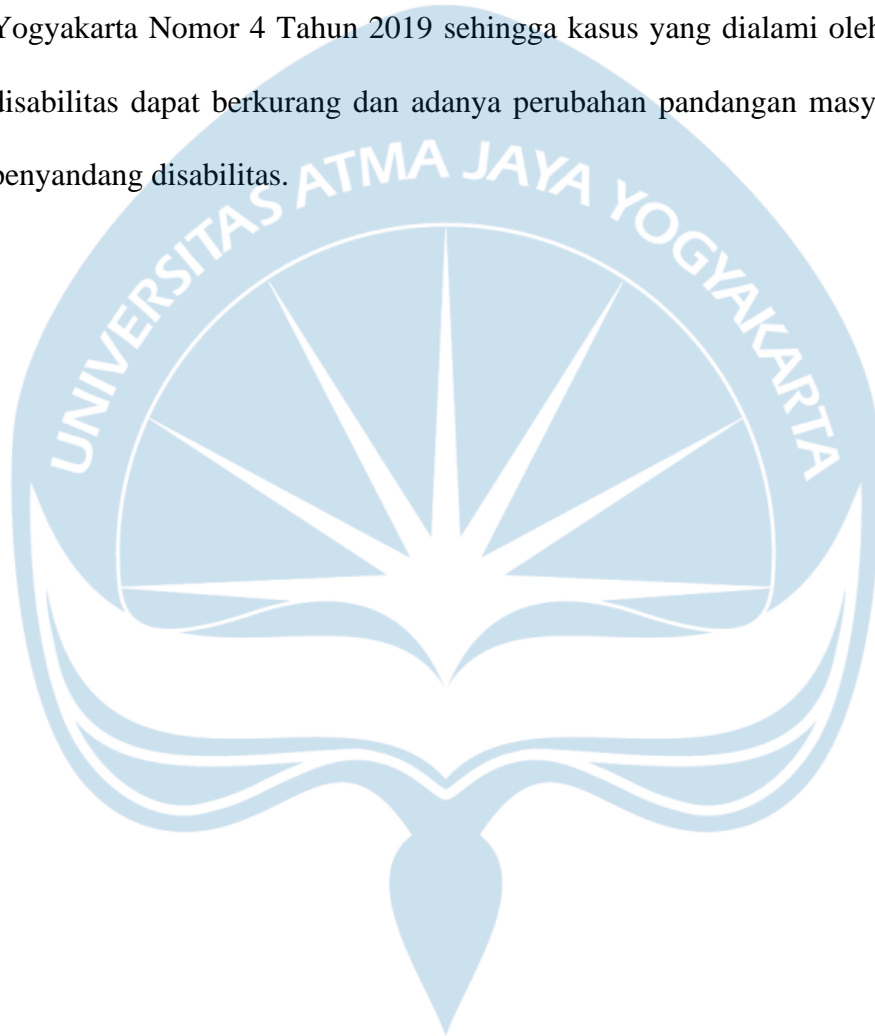 Yogyakarta Nomor 4 Tahun 2019 sehingga kasus yang dialami oleh
disabilitas dapat berkurang dan adanya perubahan pandangan masy
penyandang disabilitas.
UNIVERSITAS ATMA JAYA YOGYAKARTA